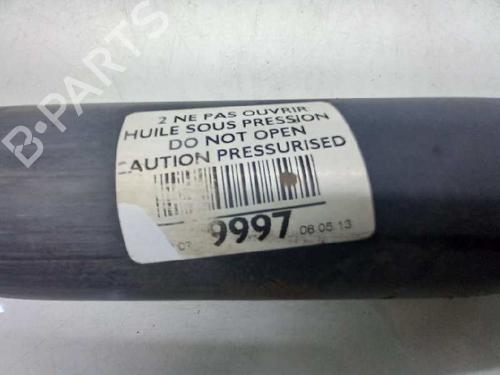 2 NE PAS OUVRIR
HUILE SOUS PRESSION
DO NOT OPEN
CAUTION PRESSURISED
9997 06.05.13
B-PARTS